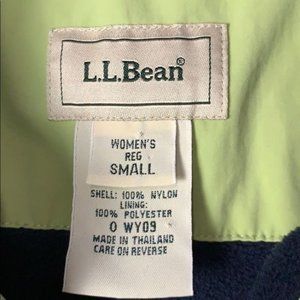 L.L.Bean®
WOMEN'S
REG
SMALL
SHELL: 100% NYLON
LINING:
100% POLYESTER
0 WY09
MADE IN THAILAND
CARE ON REVERSE